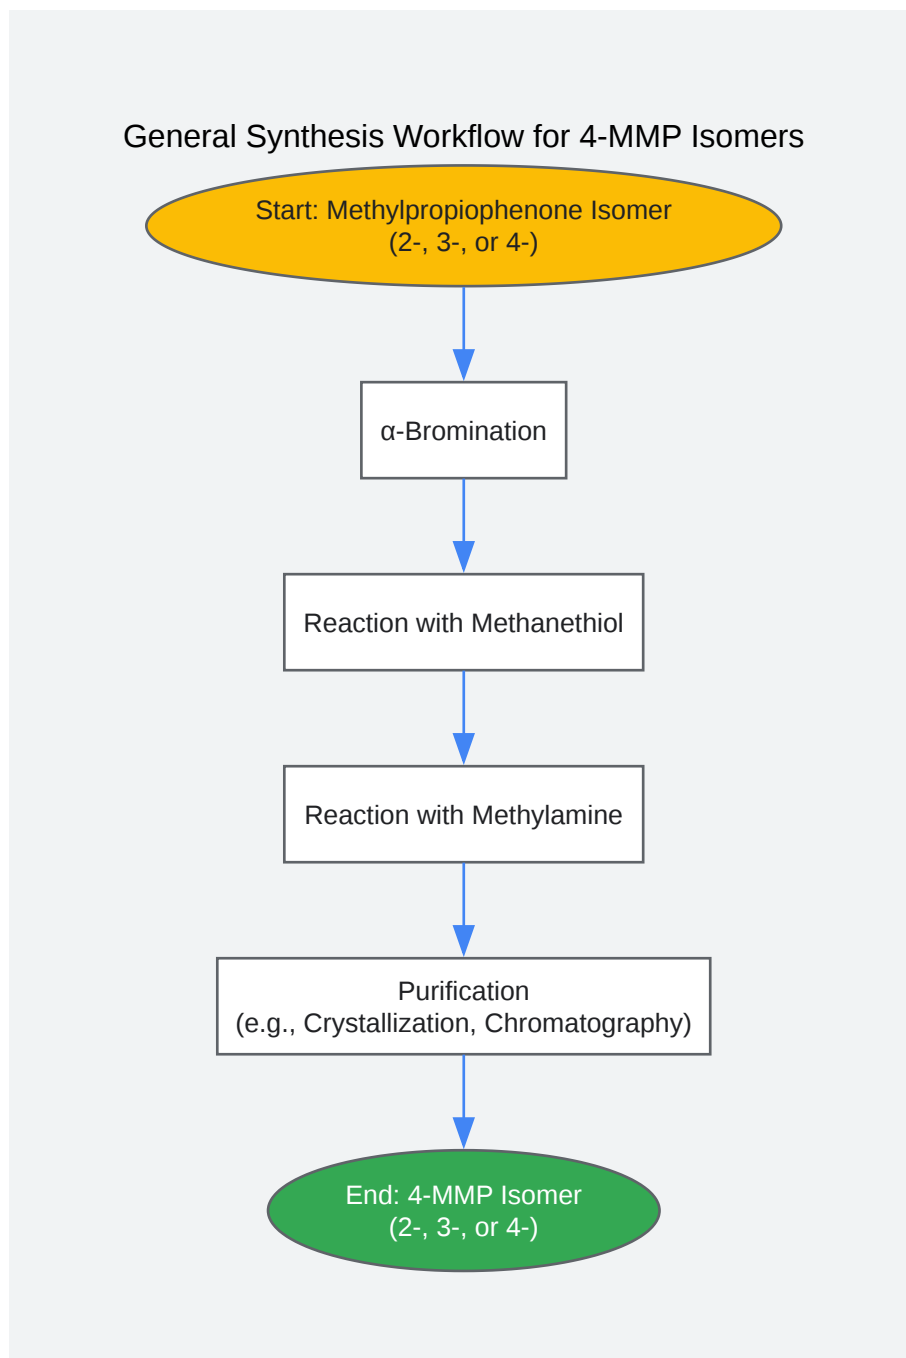 General Synthesis Workflow for 4-MMP Isomers
Start: Methylpropiophenone Isomer
(2-, 3-, or 4-)
α-Bromination
Reaction with Methanethiol
Reaction with Methylamine
Purification
(e.g., Crystallization, Chromatography)
End: 4-MMP Isomer
(2-, 3-, or 4-)